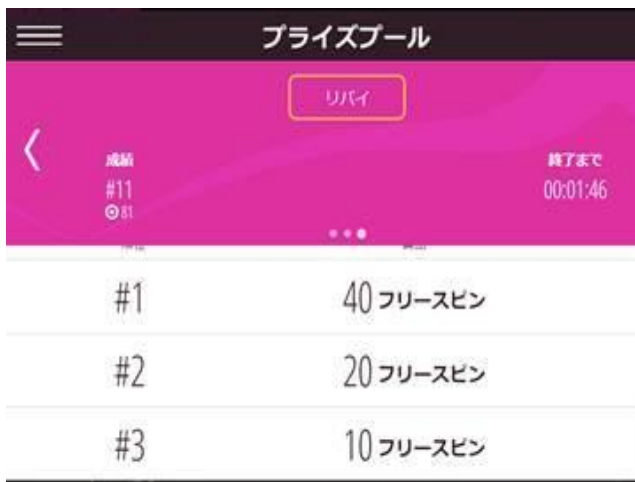 プライズプール
リバイ
成績
終了まで
#11
00:01:46
81
#1 40 フリースピン
#2 20 フリースピン
#3 10 フリースピン